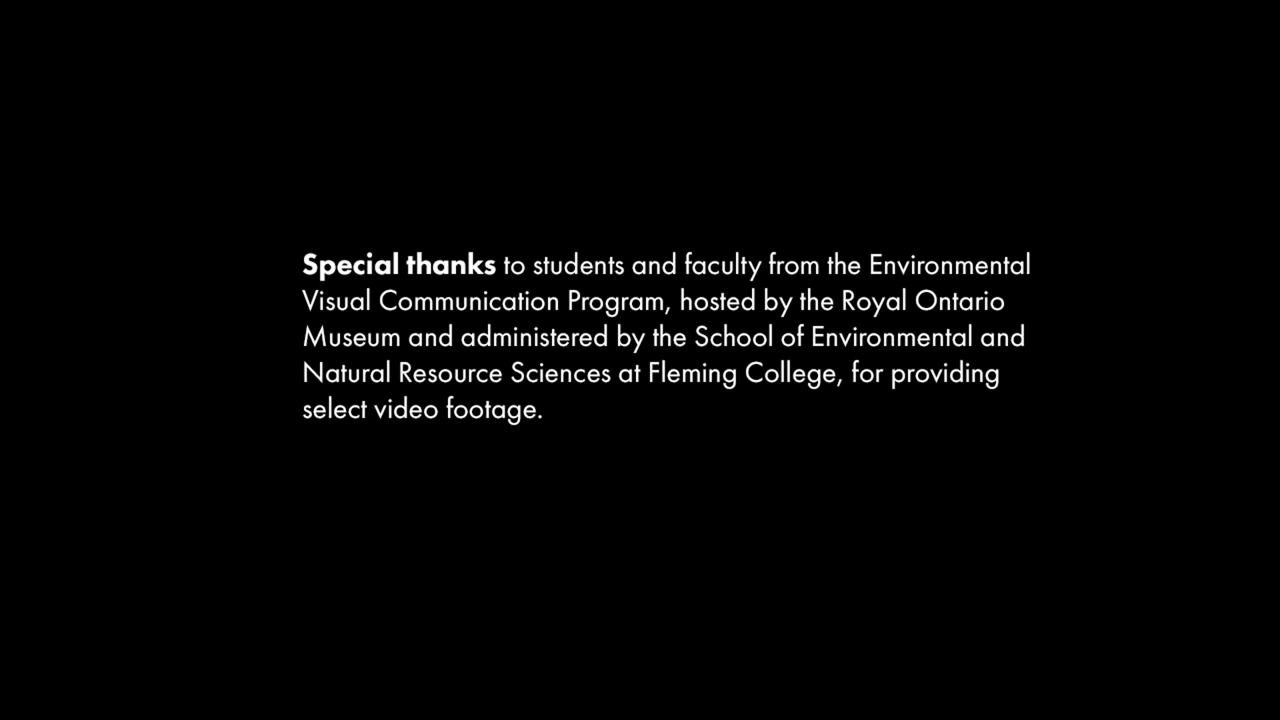 Special thanks to students and faculty from the Environmental
Visual Communication Program, hosted by the Royal Ontario
Museum and administered by the School of Environmental and
Natural Resource Sciences at Fleming College, for providing
select video footage.